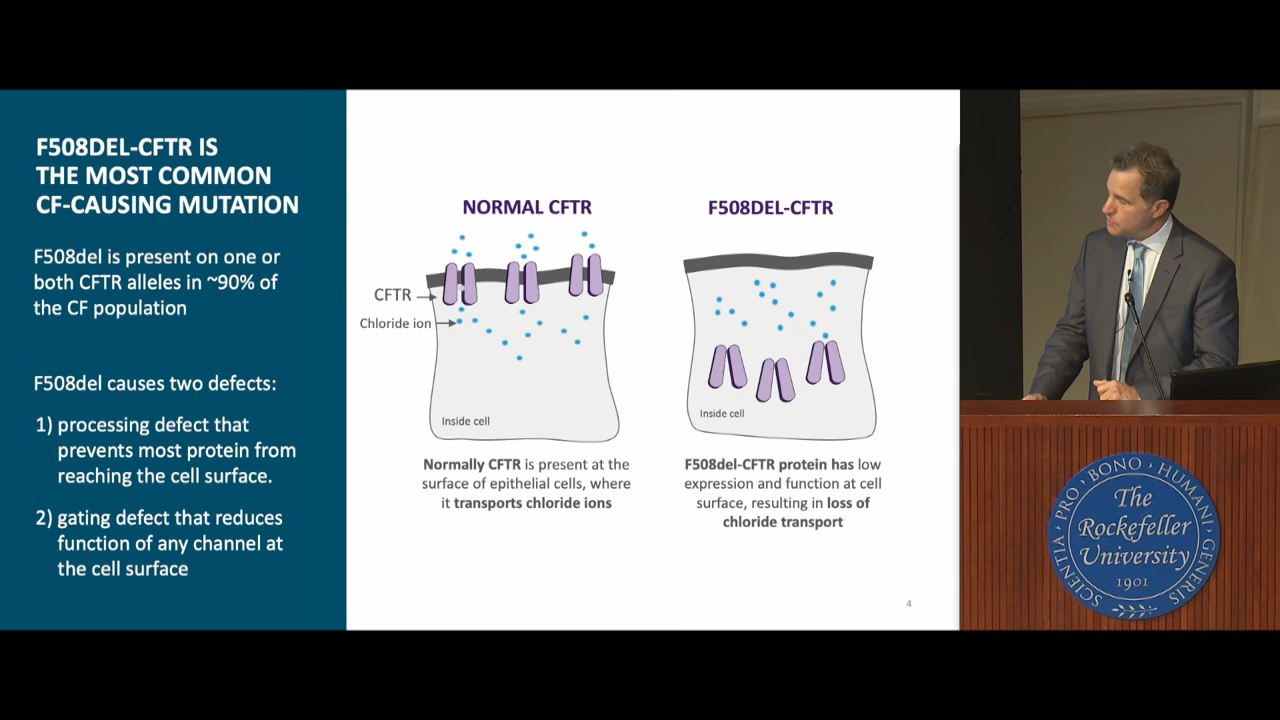 F508DEL-CFTR IS
THE MOST COMMON
CF-CAUSING MUTATION
F508del is present on one or
both CFTR alleles in ~90% of
the CF population
F508del causes two defects:
1) processing defect that
prevents most protein from
reaching the cell surface.
2) gating defect that reduces
function of any channel at
the cell surface
NORMAL CFTR
CFTR
Chloride ion
Inside cell
Normally CFTR is present at the
surface of epithelial cells, where
it transports chloride ions
F508DEL-CFTR
Inside cell
F508del-CFTR protein has low
expression and function at cell
surface, resulting in loss of
chloride transport
4
SCIENTIA · PRO · BONO · HUMANI · GENERIS
The
Rockefeller
University
1901